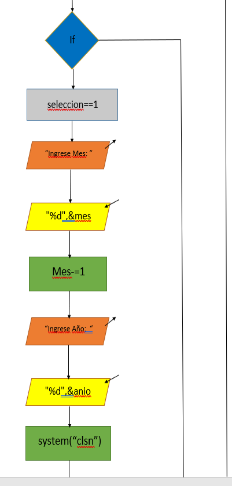 If
seleccion==1
"Ingrese Mes: "
"%d",&mes
Mes-=1
"Ingrese Año: "
"%d",&anio
system("clsn")